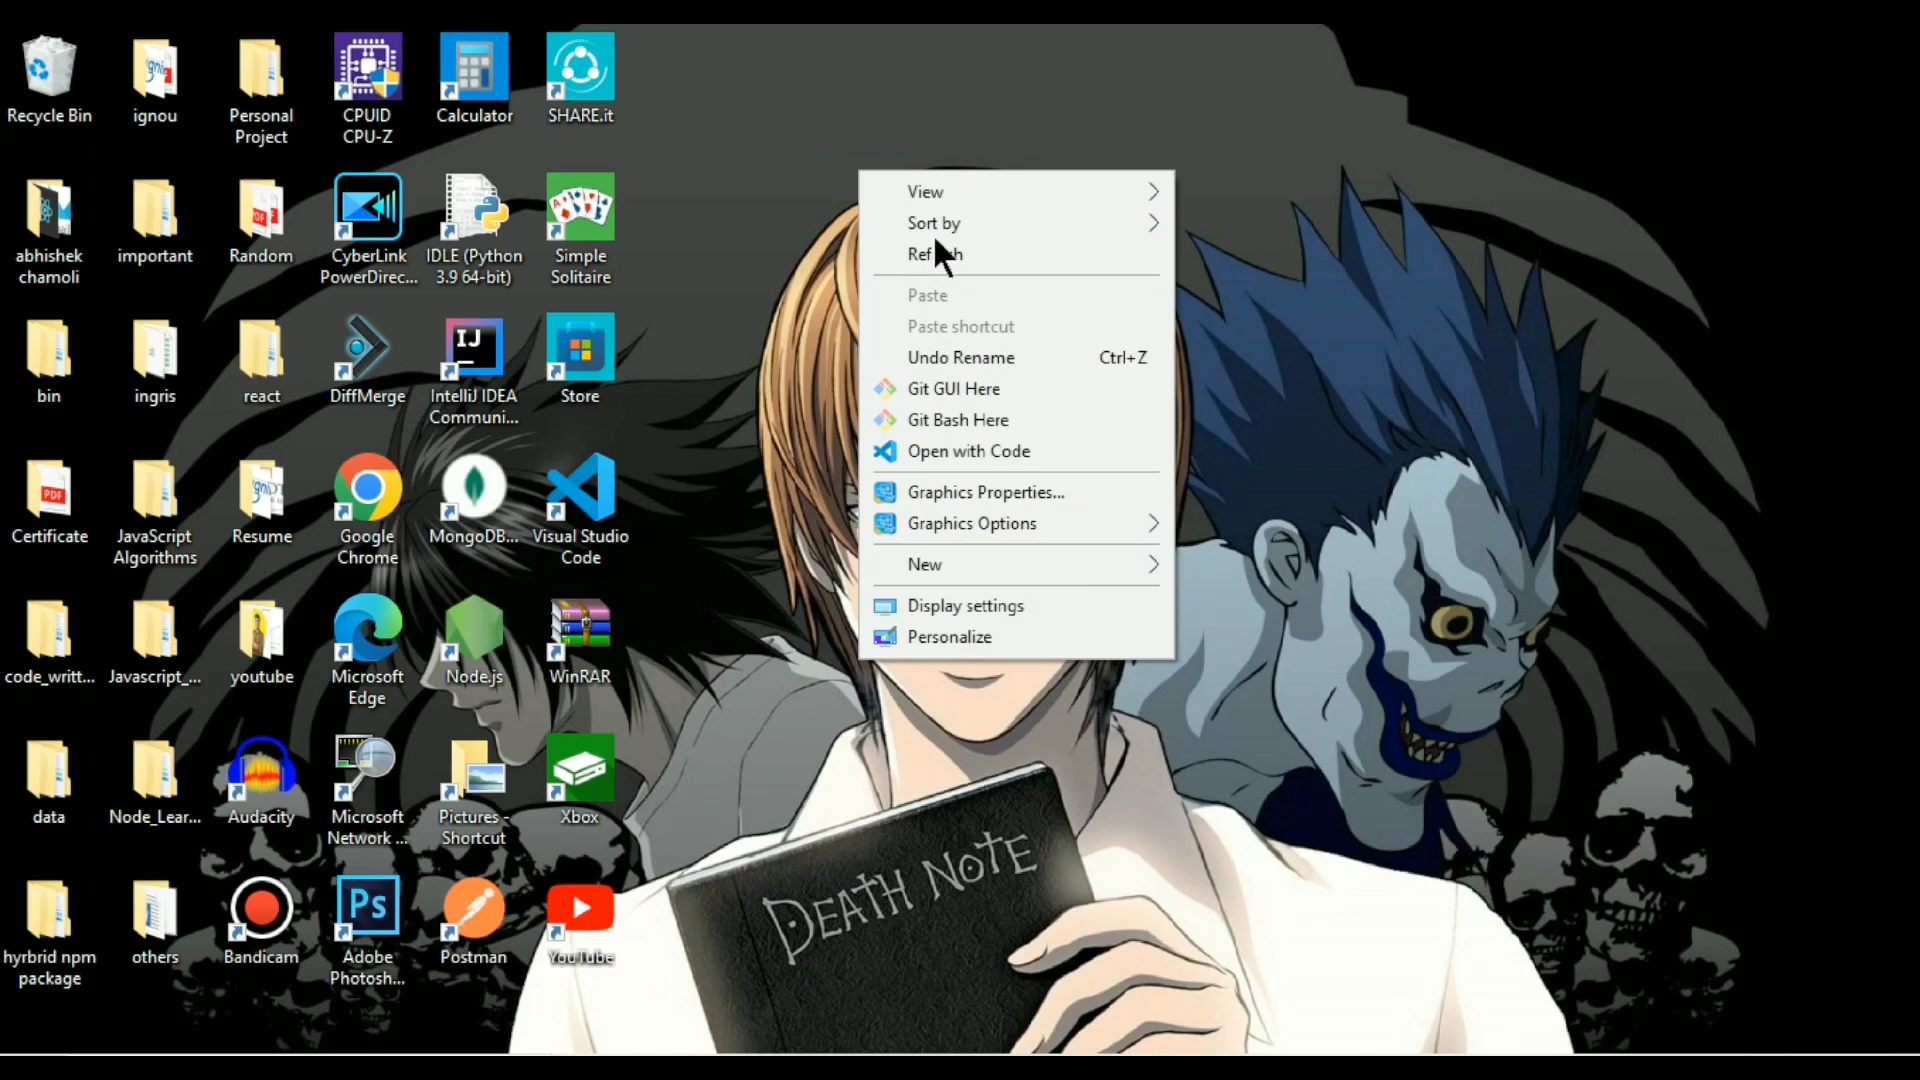 Recycle Bin
ignou
Personal
Project
CPUID
CPU-Z
Calculator
SHARE.it
abhishek
chamoli
important
Random
CyberLink
PowerDirec...
IDLE (Python
3.9 64-bit)
Simple
Solitaire
bin
ingris
react
DiffMerge
IJ
IntelliJ IDEA
Communi...
Store
PDF
Certificate
JavaScript
Algorithms
Resume
Google
Chrome
MongoDB...
Visual Studio
Code
code_writt...
Javascript_...
youtube
Microsoft
Edge
Node.js
WinRAR
data
Node_Lear...
Audacity
Microsoft
Network ...
Pictures -
Shortcut
Xbox
hyrbrid npm
package
others
Bandicam
Ps
Adobe
Photosh...
Postman
YouTube
View
Sort by
Paste
Paste shortcut
Undo Rename Ctrl+Z
Git GUI Here
Git Bash Here
Open with Code
Graphics Properties...
Graphics Options
New
Display settings
Personalize
DEATH NOTE